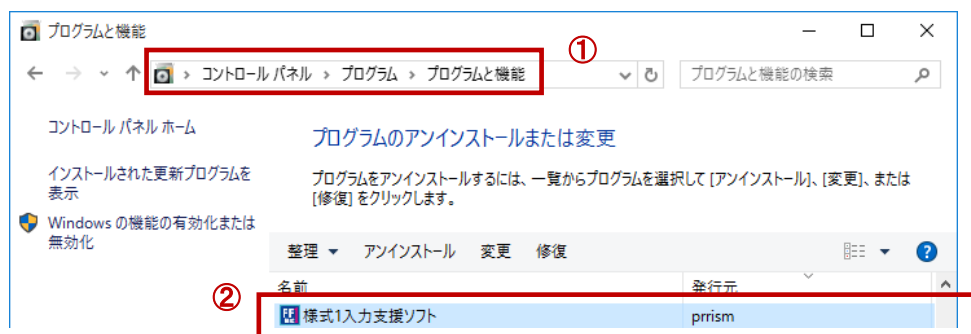 プログラムと機能
①
コントロール パネル > プログラム > プログラムと機能
プログラムと機能の検索
コントロール パネル ホーム
プログラムのアンインストールまたは変更
インストールされた更新プログラムを
表示
プログラムをアンインストールするには、一覧からプログラムを選択して [アンインストール]、[変更]、または
[修復] をクリックします。
Windows の機能の有効化または
無効化
整理 アンインストール 変更 修復
②
名前 発行元
様式1入力支援ソフト prrism